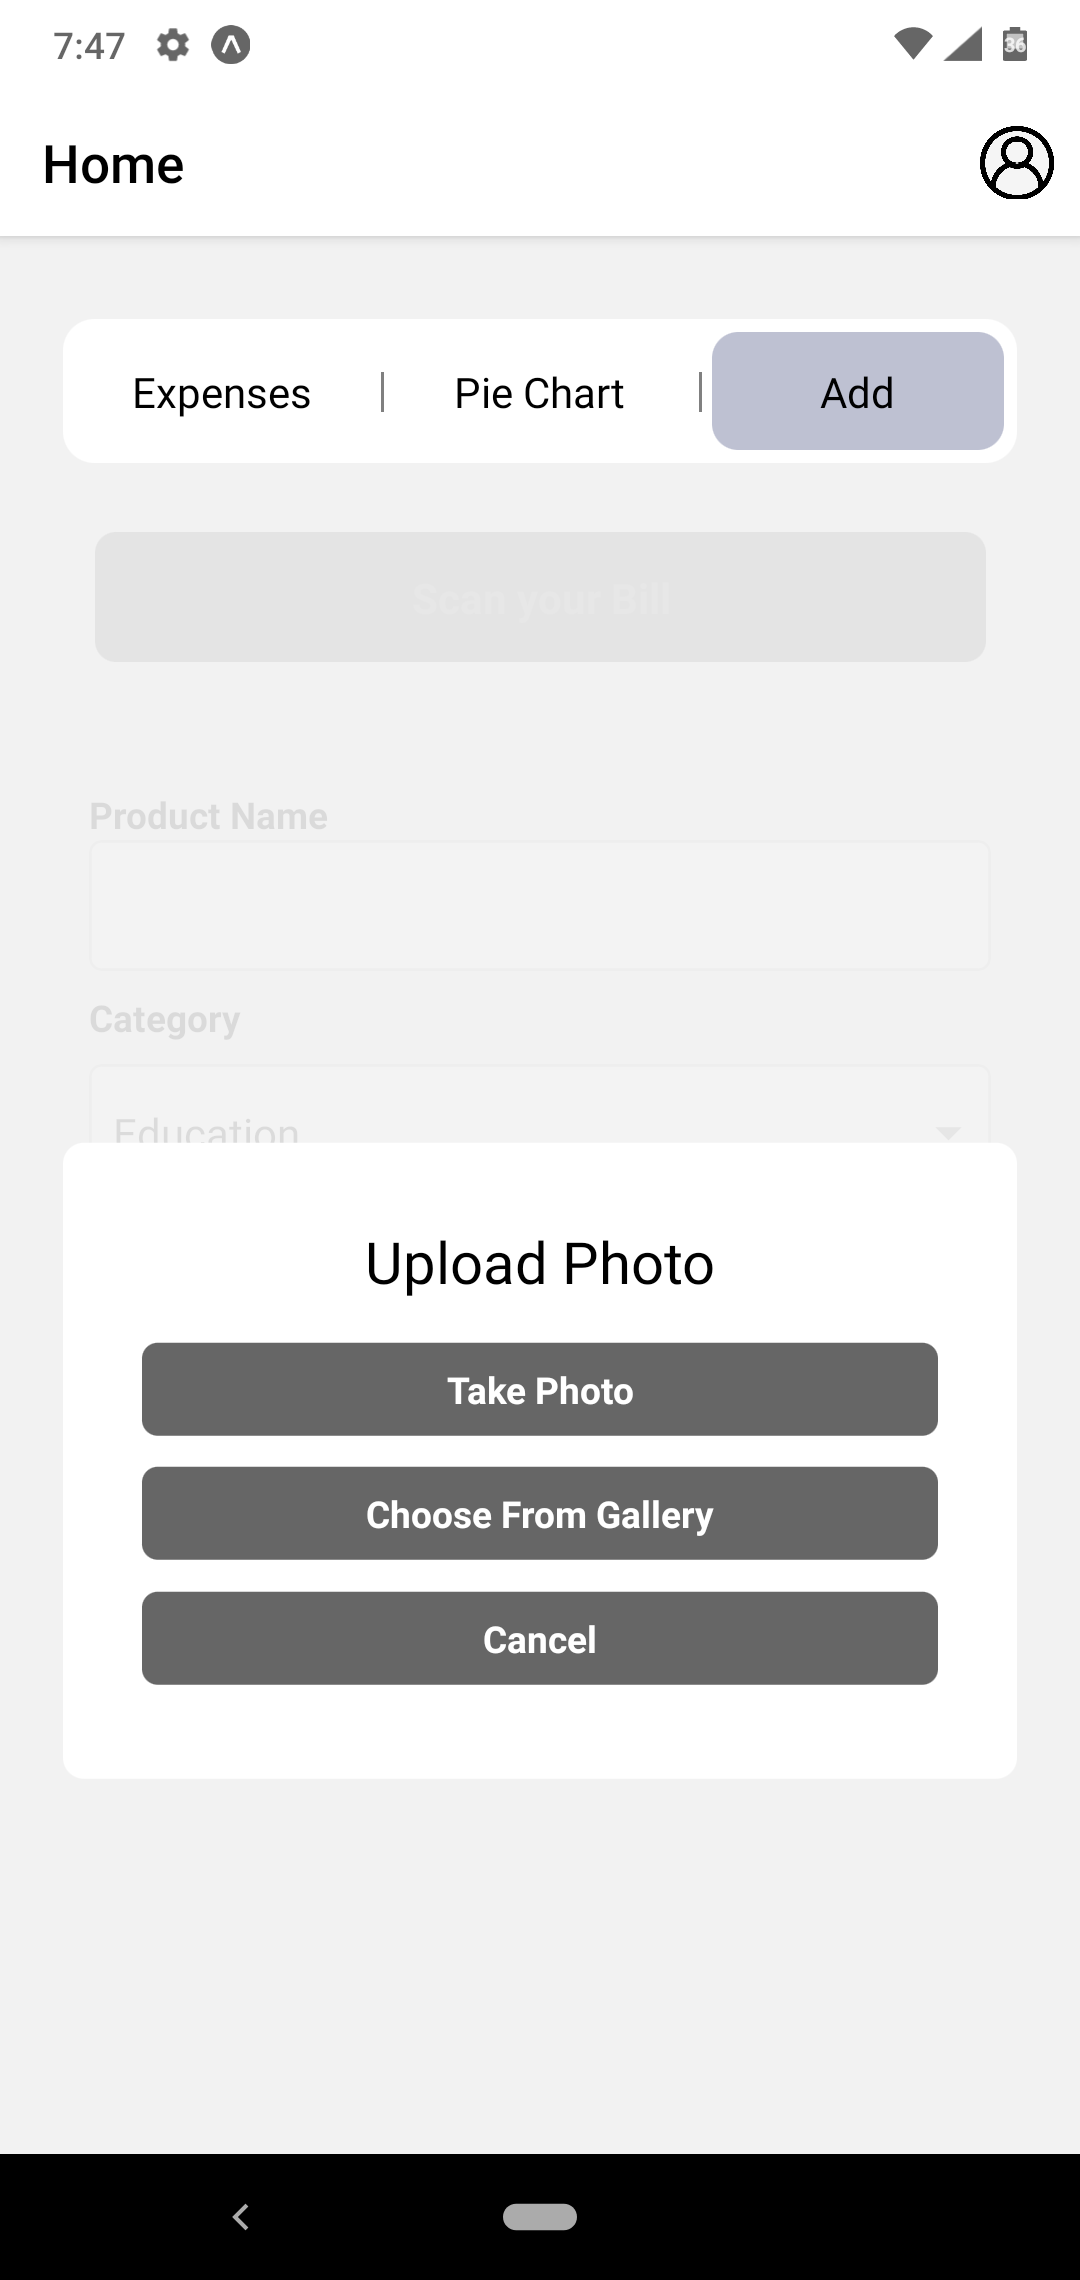 7:47
36
Home
Expenses | Pie Chart | Add
Scan your Bill
Product Name
Category
Education
Upload Photo
Take Photo
Choose From Gallery
Cancel